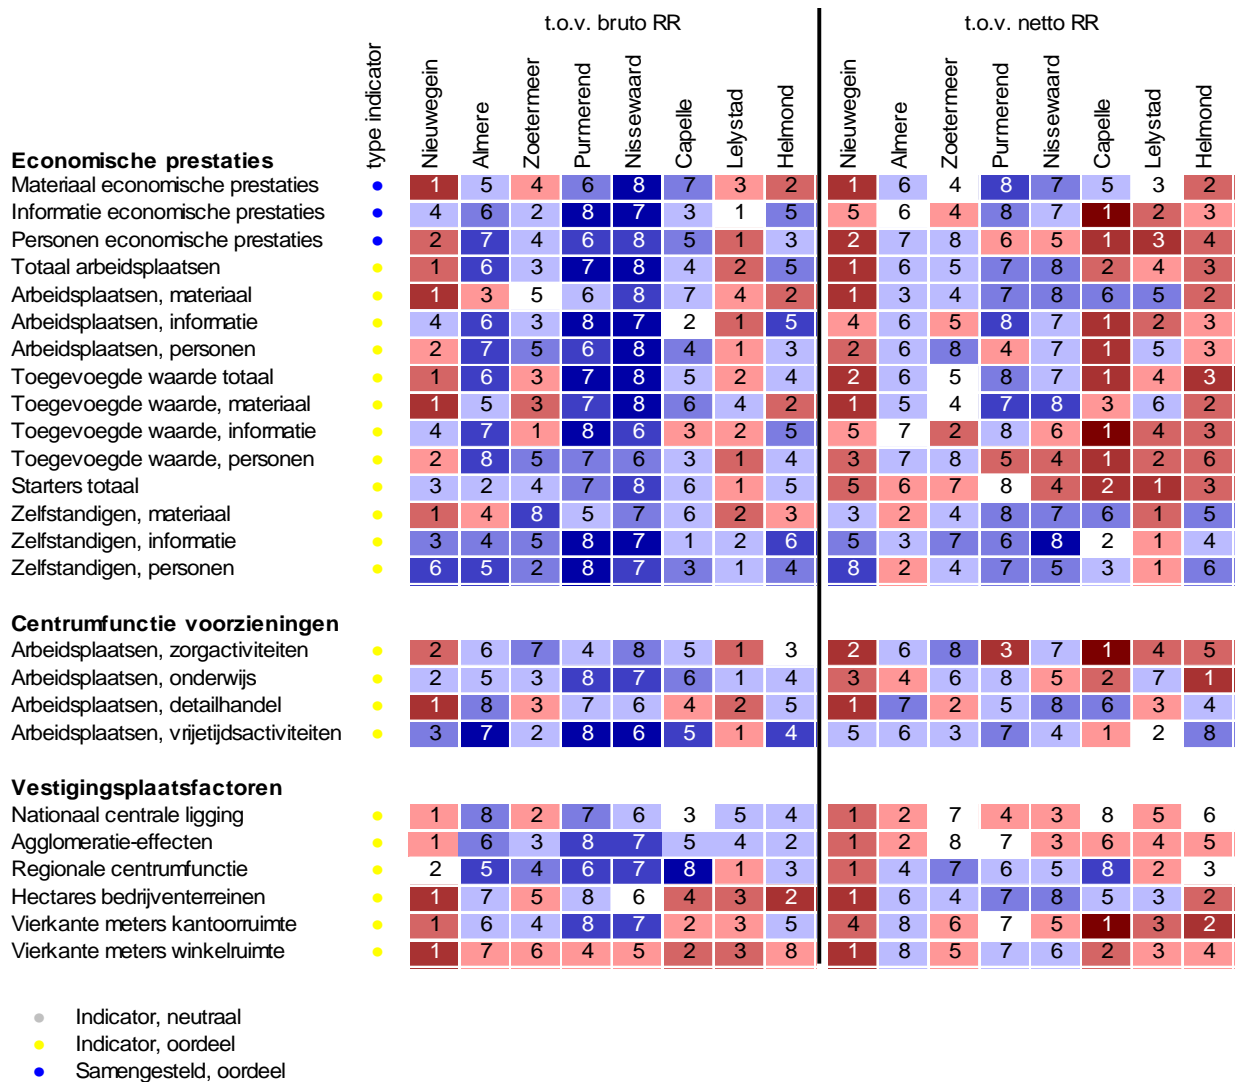 t.o.v. bruto RR t.o.v. netto RR
type indicator Nieuwegein Almere Zoetermeer Purmerend Nissewaard Capelle Lelystad Helmond Nieuwegein Almere Zoetermeer Purmerend Nissewaard Capelle Lelystad Helmond
Economische prestaties
Materiaal economische prestaties 1 5 4 6 8 7 3 2 1 6 4 8 7 5 3 2
Informatie economische prestaties 4 6 2 8 7 3 1 5 5 6 4 8 7 1 2 3
Personen economische prestaties 2 7 4 6 8 5 1 3 2 7 8 6 5 1 3 4
Totaal arbeidsplaatsen 1 6 3 7 8 4 2 5 1 6 5 7 8 2 4 3
Arbeidsplaatsen, materiaal 1 3 5 6 8 7 4 2 1 3 4 7 8 6 5 2
Arbeidsplaatsen, informatie 4 6 3 8 7 2 1 5 4 6 5 8 7 1 2 3
Arbeidsplaatsen, personen 2 7 5 6 8 4 1 3 2 6 8 4 7 1 5 3
Toegevoegde waarde totaal 1 6 3 7 8 5 2 4 2 6 5 8 7 1 4 3
Toegevoegde waarde, materiaal 1 5 3 7 8 6 4 2 1 5 4 7 8 3 6 2
Toegevoegde waarde, informatie 4 7 1 8 6 3 2 5 5 7 2 8 6 1 4 3
Toegevoegde waarde, personen 2 8 5 7 6 3 1 4 3 7 8 5 4 1 2 6
Starters totaal 3 2 4 7 8 6 1 5 5 6 7 8 4 2 1 3
Zelfstandigen, materiaal 1 4 8 5 7 6 2 3 3 2 4 8 7 6 1 5
Zelfstandigen, informatie 3 4 5 8 7 1 2 6 5 3 7 6 8 2 1 4
Zelfstandigen, personen 6 5 2 8 7 3 1 4 8 2 4 7 5 3 1 6
Centrumfunctie voorzieningen
Arbeidsplaatsen, zorgactiviteiten 2 6 7 4 8 5 1 3 2 6 8 3 7 1 4 5
Arbeidsplaatsen, onderwijs 2 5 3 8 7 6 1 4 3 4 6 8 5 2 7 1
Arbeidsplaatsen, detailhandel 1 8 3 7 6 4 2 5 1 7 2 5 8 6 3 4
Arbeidsplaatsen, vrijetijdsactiviteiten 3 7 2 8 6 5 1 4 5 6 3 7 4 1 2 8
Vestigingsplaatsfactoren
Nationaal centrale ligging 1 8 2 7 6 3 5 4 1 2 7 4 3 8 5 6
Agglomeratie-effecten 1 6 3 8 7 5 4 2 1 2 8 7 3 6 4 5
Regionale centrumfunctie 2 5 4 6 7 8 1 3 1 4 7 6 5 8 2 3
Hectares bedrijventerreinen 1 7 5 8 6 4 3 2 1 6 4 7 8 5 3 2
Vierkante meters kantoorruimte 1 6 4 8 7 2 3 5 4 8 6 7 5 1 3 2
Vierkante meters winkelruimte 1 7 6 4 5 2 3 8 1 8 5 7 6 2 3 4
Indicator, neutraal
Indicator, oordeel
Samengesteld, oordeel